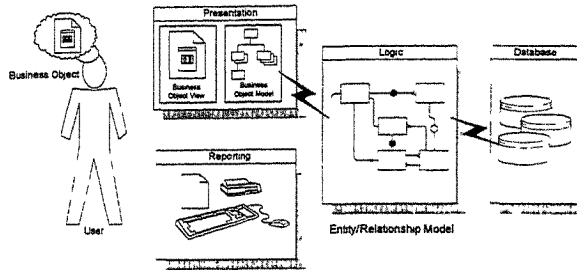 Presentation
Business Object
Business
Object View
Business
Object Model
Logic
Database
Reporting
User
Entity/Relationship Model